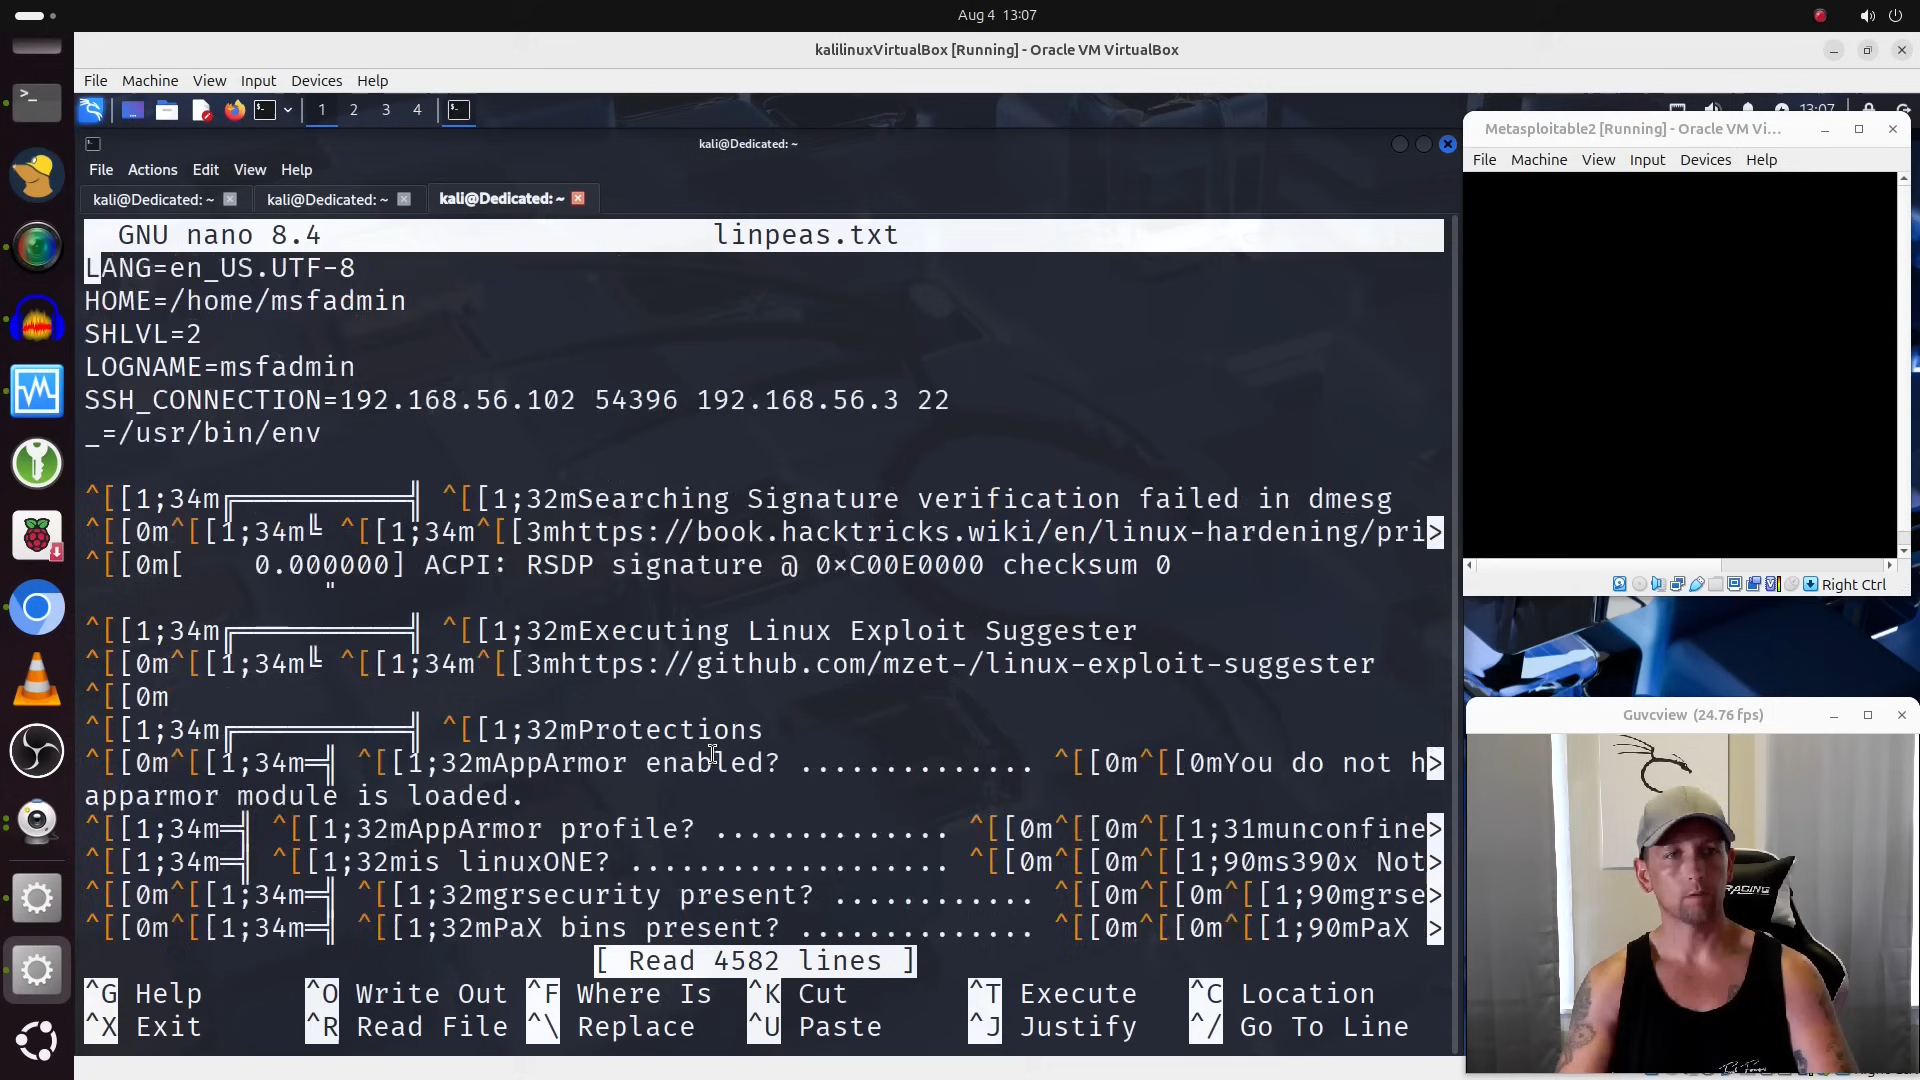 Aug 4 13:07
kalilinuxVirtualBox [Running] - Oracle VM VirtualBox
File Machine View Input Devices Help
1 2 3 4
13:07
kali@Dedicated: ~
File Actions Edit View Help
kali@Dedicated: ~ kali@Dedicated: ~ kali@Dedicated: ~
GNU nano 8.4 linpeas.txt
LANG=en_US.UTF-8
HOME=/home/msfadmin
SHLVL=2
LOGNAME=msfadmin
SSH_CONNECTION=192.168.56.102 54396 192.168.56.3 22
_=/usr/bin/env
^[[1;34m╔══════════╣ ^[[1;32mSearching Signature verification failed in dmesg
^[[0m^[[1;34m╚ ^[[1;34m^[[3mhttps://book.hacktricks.wiki/en/linux-hardening/pri>
^[[0m[    0.000000] ACPI: RSDP signature @ 0×C00E0000 checksum 0
"
^[[1;34m╔══════════╣ ^[[1;32mExecuting Linux Exploit Suggester
^[[0m^[[1;34m╚ ^[[1;34m^[[3mhttps://github.com/mzet-/linux-exploit-suggester
^[[0m
^[[1;34m╔══════════╣ ^[[1;32mProtections
^[[0m^[[1;34m═╣ ^[[1;32mAppArmor enabled? .............. ^[[0m^[[0mYou do not h>
apparmor module is loaded.
^[[1;34m═╣ ^[[1;32mAppArmor profile? .............. ^[[0m^[[0m^[[1;31munconfine>
^[[1;34m═╣ ^[[1;32mis linuxONE? ................... ^[[0m^[[0m^[[1;90ms390x Not>
^[[0m^[[1;34m═╣ ^[[1;32mgrsecurity present? ............ ^[[0m^[[0m^[[1;90mgrse>
^[[0m^[[1;34m═╣ ^[[1;32mPaX bins present? .............. ^[[0m^[[0m^[[1;90mPaX >
[ Read 4582 lines ]
^G Help ^O Write Out ^F Where Is ^K Cut ^T Execute ^C Location
^X Exit ^R Read File ^\ Replace ^U Paste ^J Justify ^/ Go To Line
Metasploitable2 [Running] - Oracle VM Vi...
File Machine View Input Devices Help
Right Ctrl
Guvcview (24.76 fps)
RACING